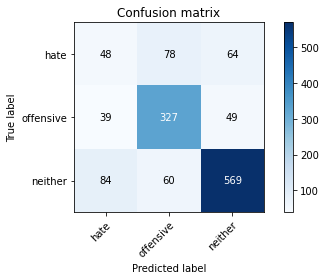 Confusion matrix
hate 48 78 64
offensive 39 327 49
neither 84 60 569
hate offensive neither
True label
Predicted label
500
400
300
200
100